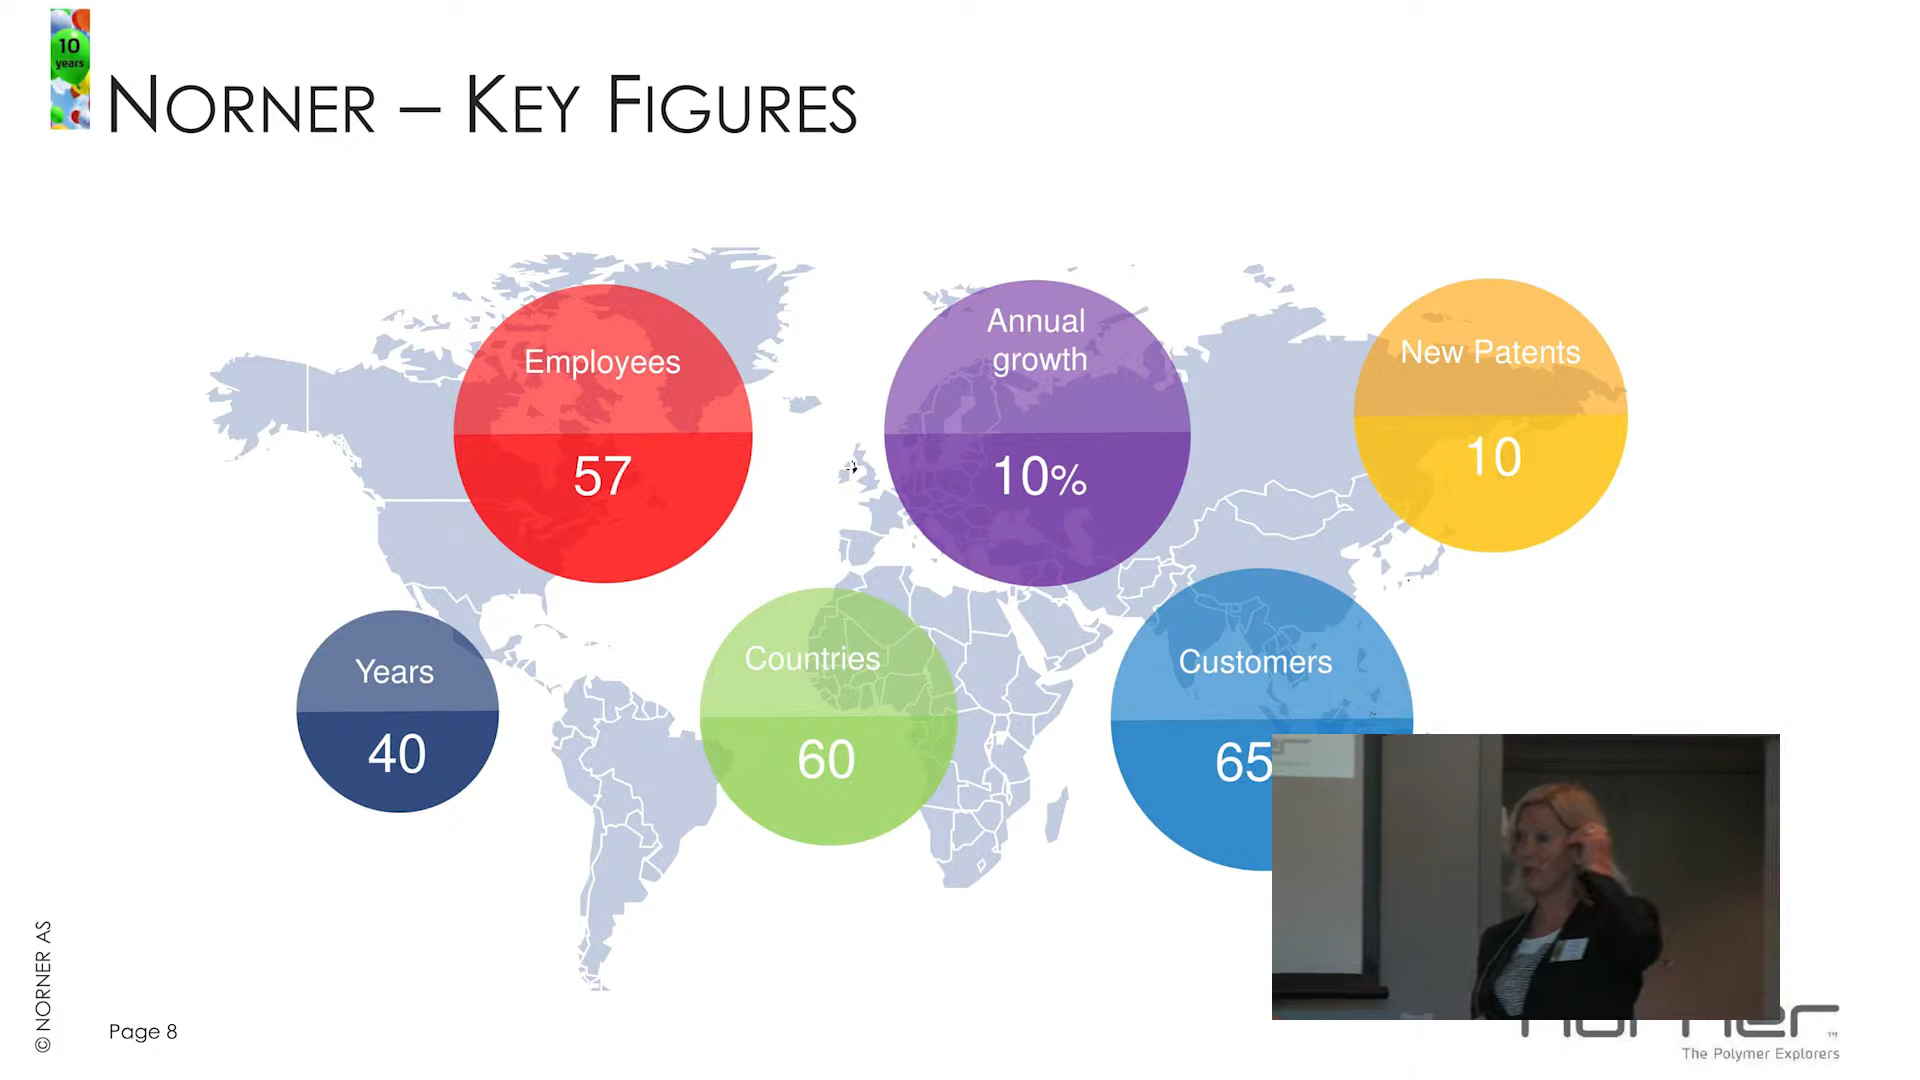 10
years
NORNER – KEY FIGURES
Employees
57
Annual
growth
10%
New Patents
10
Years
40
Countries
60
Customers
65
© NORNER AS
Page 8
norner
The Polymer Explorers